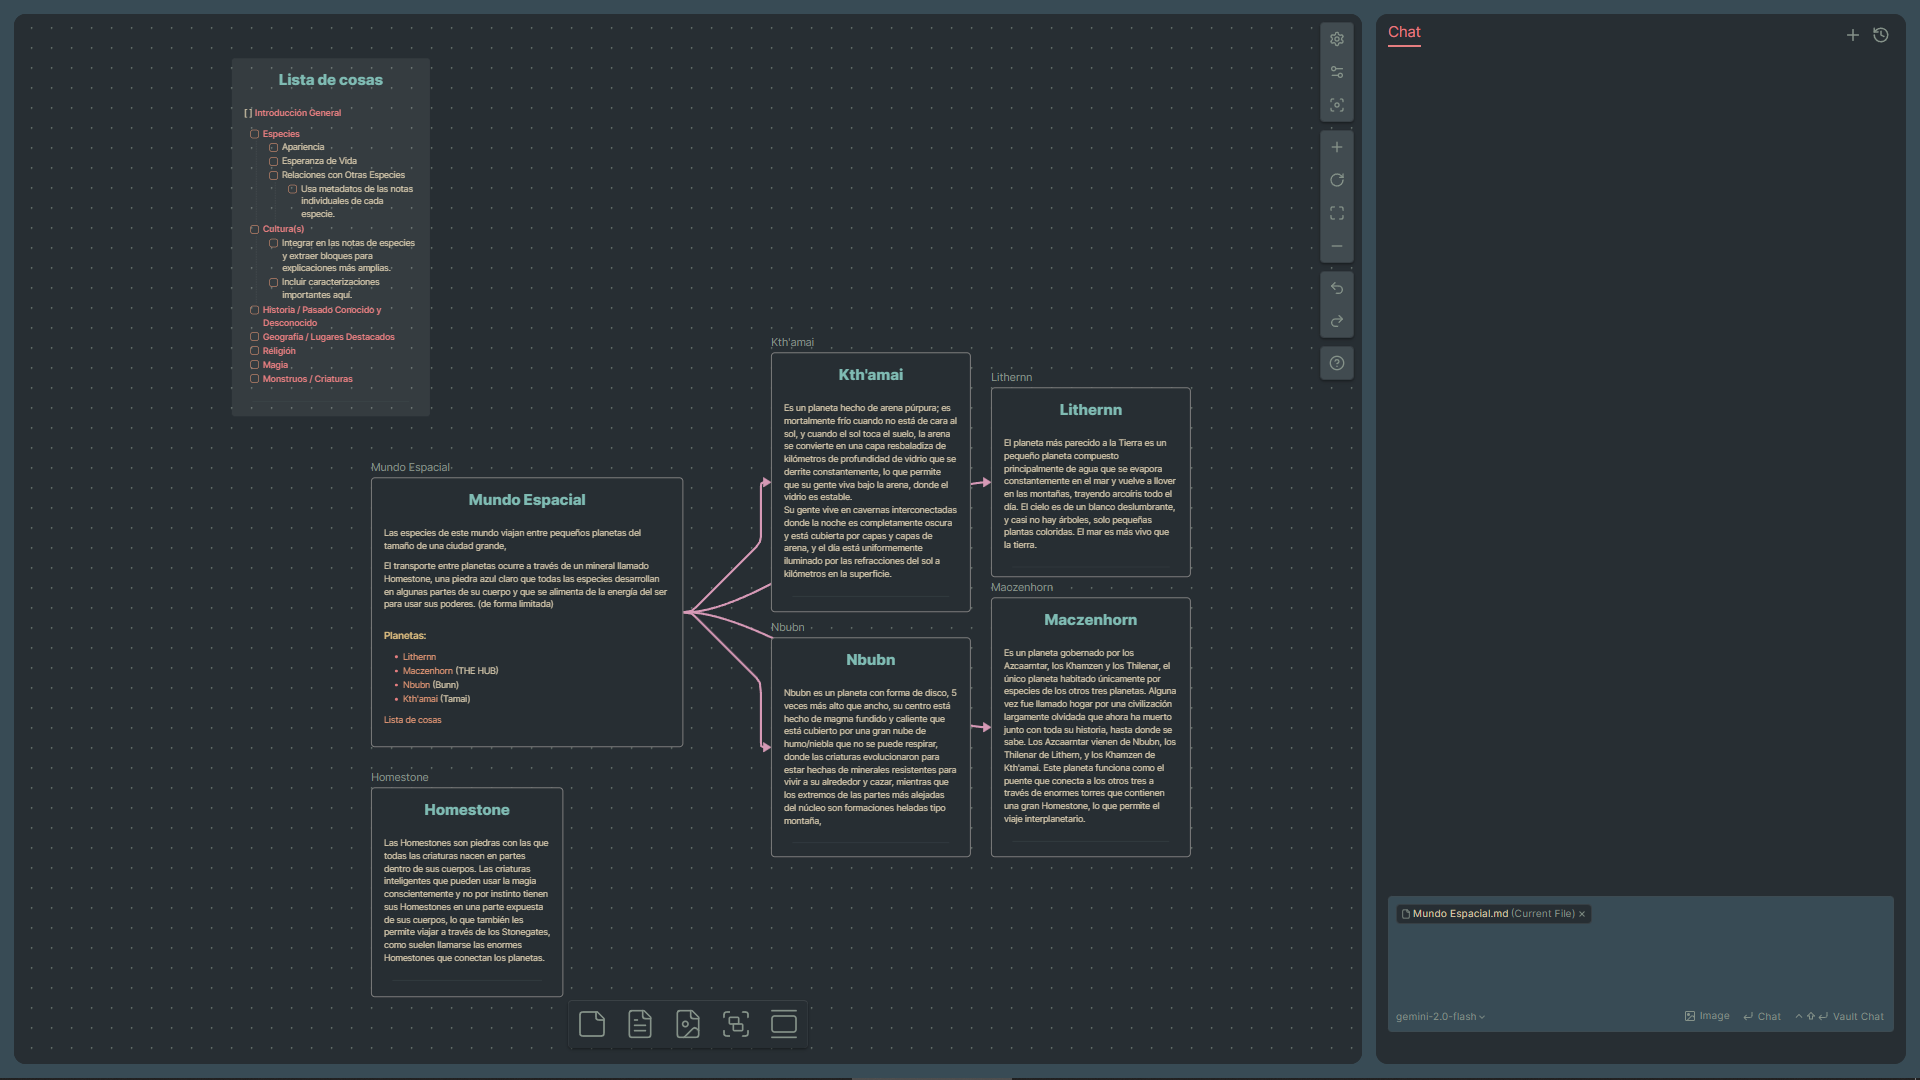 Lista de cosas
[ ] Introducción General
Especies
Apariencia
Esperanza de Vida
Relaciones con Otras Especies
Usa metadatos de las notas
individuales de cada
especie.
Cultura(s)
Integrar en las notas de especies
y extraer bloques para
explicaciones más amplias.
Incluir caracterizaciones
importantes aquí.
Historia / Pasado Conocido y
Desconocido
Geografía / Lugares Destacados
Religión
Magia
Monstruos / Criaturas
Mundo Espacial
Mundo Espacial
Las especies de este mundo viajan entre pequeños planetas del
tamaño de una ciudad grande,
El transporte entre planetas ocurre a través de un mineral llamado
Homestone, una piedra azul claro que todas las especies desarrollan
en algunas partes de su cuerpo y que se alimenta de la energía del ser
para usar sus poderes. (de forma limitada)
Planetas:
• Lithernn
• Maczenhorn (THE HUB)
• Nbubn (Bunn)
• Kth'amai (Tamai)
Lista de cosas
Homestone
Homestone
Las Homestones son piedras con las que
todas las criaturas nacen en partes
dentro de sus cuerpos. Las criaturas
inteligentes que pueden usar la magia
conscientemente y no por instinto tienen
sus Homestones en una parte expuesta
de sus cuerpos, lo que también les
permite viajar a través de los Stonegates,
como suelen llamarse las enormes
Homestones que conectan los planetas.
Kth'amai
Kth'amai
Es un planeta hecho de arena púrpura; es
mortalmente frío cuando no está de cara al
sol, y cuando el sol toca el suelo, la arena
se convierte en una capa resbaladiza de
kilómetros de profundidad de vidrio que se
derrite constantemente, lo que permite
que su gente viva bajo la arena, donde el
vidrio es estable.
Su gente vive en cavernas interconectadas
donde la noche es completamente oscura
y está cubierta por capas y capas de
arena, y el día está uniformemente
iluminado por las refracciones del sol a
kilómetros en la superficie.
Nbubn
Nbubn
Nbubn es un planeta con forma de disco, 5
veces más alto que ancho, su centro está
hecho de magma fundido y caliente que
está cubierto por una gran nube de
humo/niebla que no se puede respirar,
donde las criaturas evolucionaron para
estar hechas de minerales resistentes para
vivir a su alrededor y cazar, mientras que
los extremos de las partes más alejadas
del núcleo son formaciones heladas tipo
montaña,
Lithernn
Lithernn
El planeta más parecido a la Tierra es un
pequeño planeta compuesto
principalmente de agua que se evapora
constantemente en el mar y vuelve a llover
en las montañas, trayendo arcoíris todo el
día. El cielo es de un blanco deslumbrante,
y casi no hay árboles, solo pequeñas
plantas coloridas. El mar es más vivo que
la tierra.
Maczenhorn
Maczenhorn
Es un planeta gobernado por los
Azcaarntar, los Khamzen y los Thilenar, el
único planeta habitado únicamente por
especies de los otros tres planetas. Alguna
vez fue llamado hogar por una civilización
largamente olvidada que ahora ha muerto
junto con toda su historia, hasta donde se
sabe. Los Azcaarntar vienen de Nbubn, los
Thilenar de Lithern, y los Khamzen de
Kth'amai. Este planeta funciona como el
puente que conecta a los otros tres a
través de enormes torres que contienen
una gran Homestone, lo que permite el
viaje interplanetario.
Chat
Mundo Espacial.md (Current File) ×
gemini-2.0-flash
Image
Chat
Vault Chat